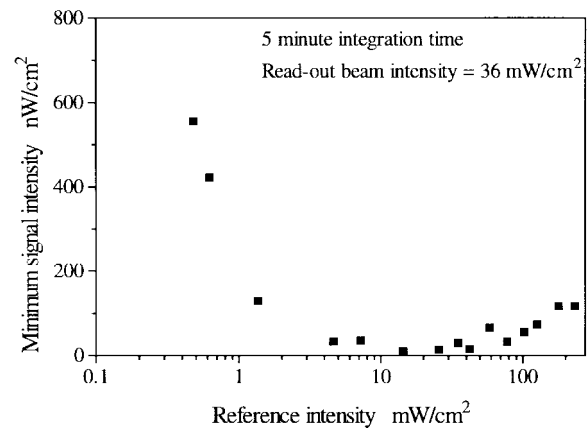 800
600
400
200
0
Minimum signal intensity nW/cm²
5 minute integration time
Read-out beam intensity = 36 mW/cm²
0.1 1 10 100
Reference intensity mW/cm²